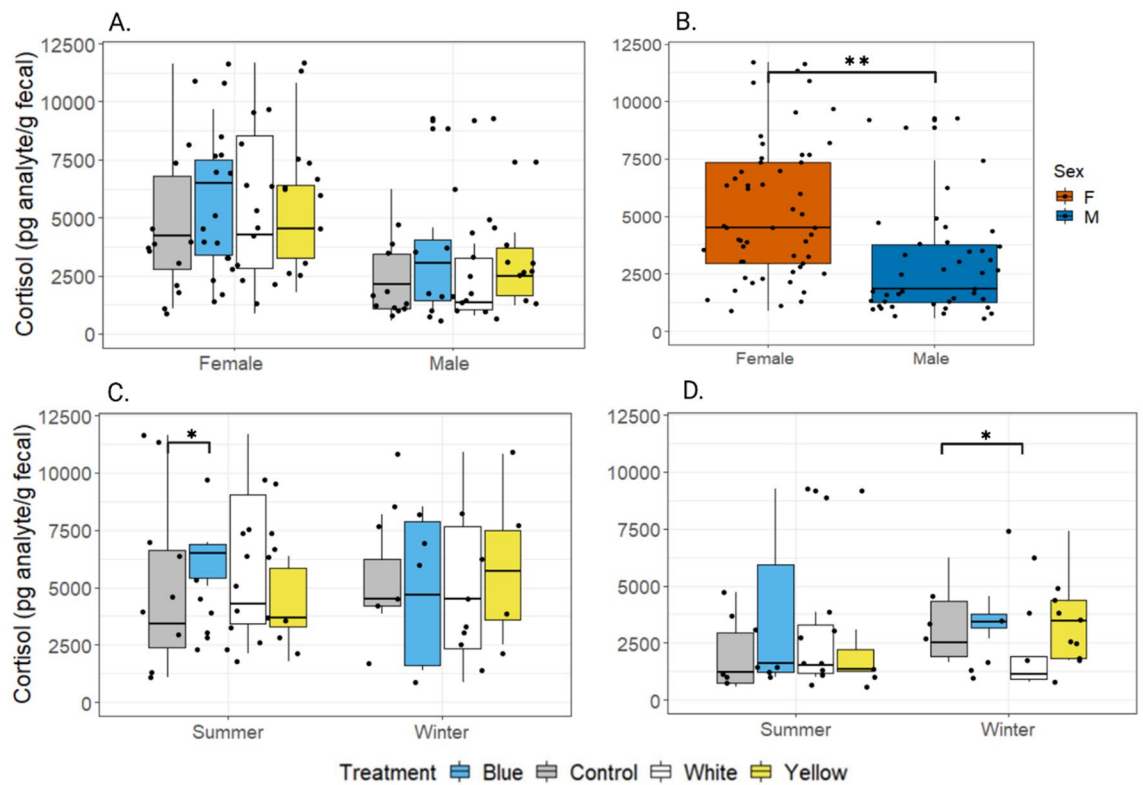 A.
Cortisol (pg analyte/g fecal)
12500
10000
7500
5000
2500
0
Female Male
B.
12500
10000
7500
5000
2500
0
**
Female Male
Sex
F
M
C.
Cortisol (pg analyte/g fecal)
12500
10000
7500
5000
2500
0
*
Summer Winter
D.
12500
10000
7500
5000
2500
0
*
Summer Winter
Treatment Blue Control White Yellow